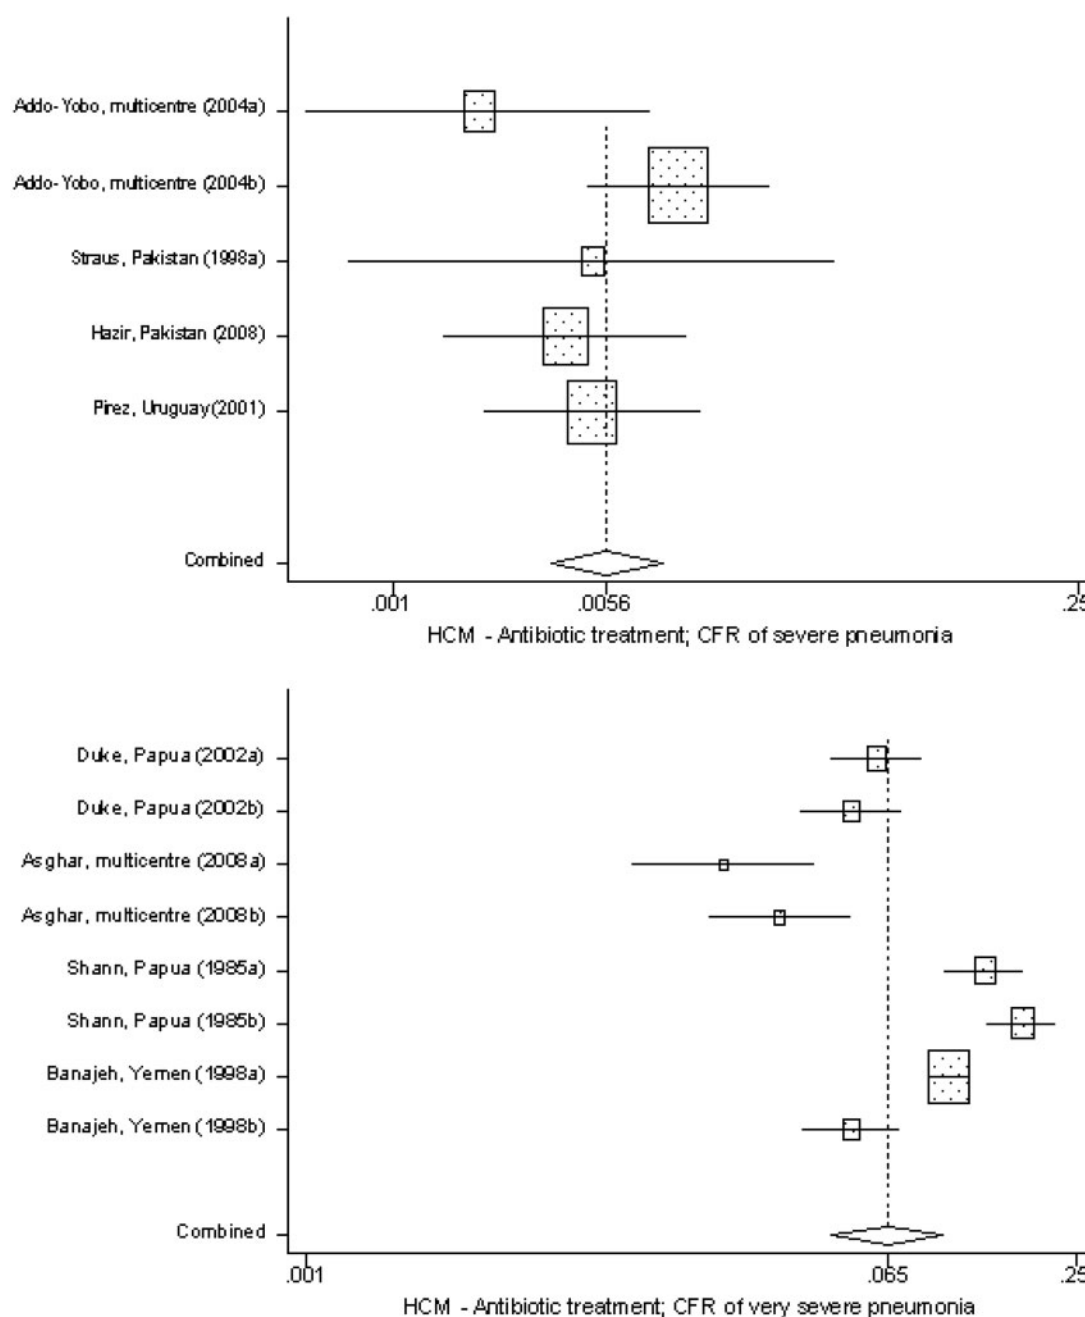 Addo-Yobo, multicentre (2004a)
Addo-Yobo, multicentre (2004b)
Straus, Pakistan (1998a)
Hazir, Pakistan (2008)
Pirez, Uruguay(2001)
Combined
.001 .0056 .25
HCM - Antibiotic treatment; CFR of severe pneumonia
Duke, Papua (2002a)
Duke, Papua (2002b)
Asghar, multicentre (2008a)
Asghar, multicentre (2008b)
Shann, Papua (1985a)
Shann, Papua (1985b)
Banajeh, Yemen (1998a)
Banajeh, Yemen (1998b)
Combined
.001 .065 .25
HCM - Antibiotic treatment; CFR of very severe pneumonia